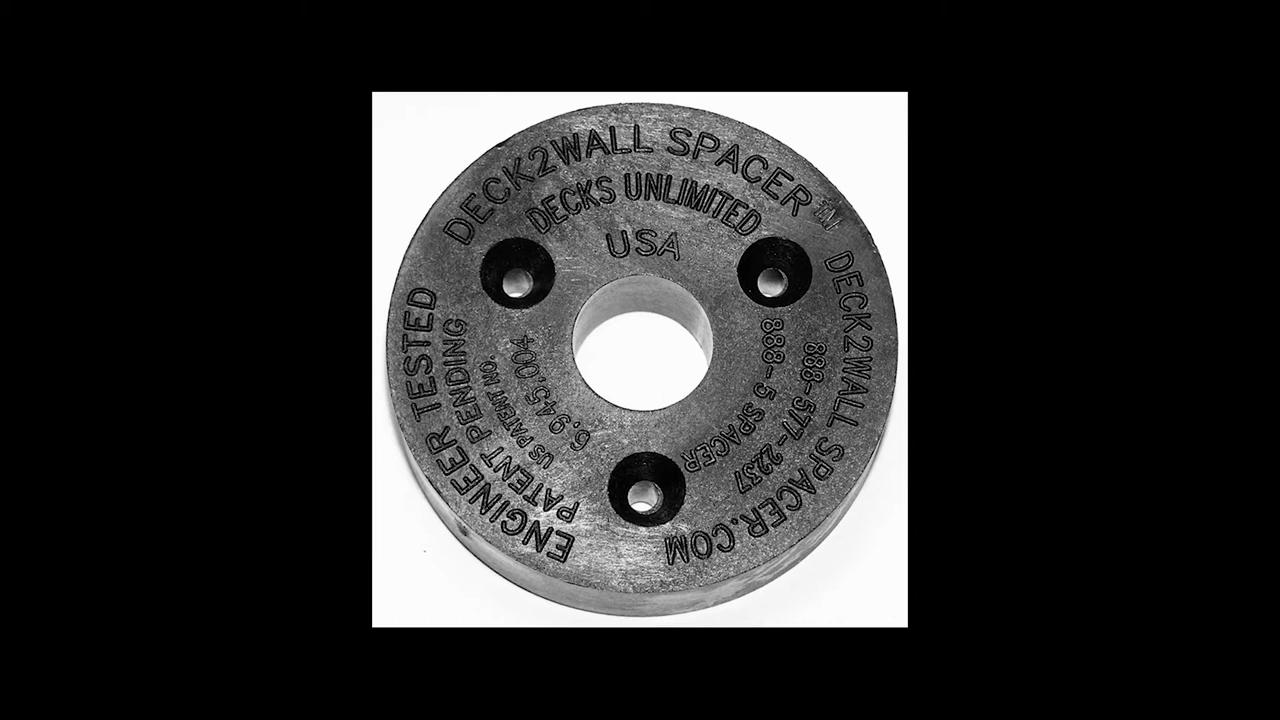 DECK2WALL SPACER™
DECKS UNLIMITED
USA
DECK2WALL SPACER.COM
888-577-2237
888-5 SPACER
ENGINEER TESTED
PATENT PENDING
US PATENT NO.
6,945,004